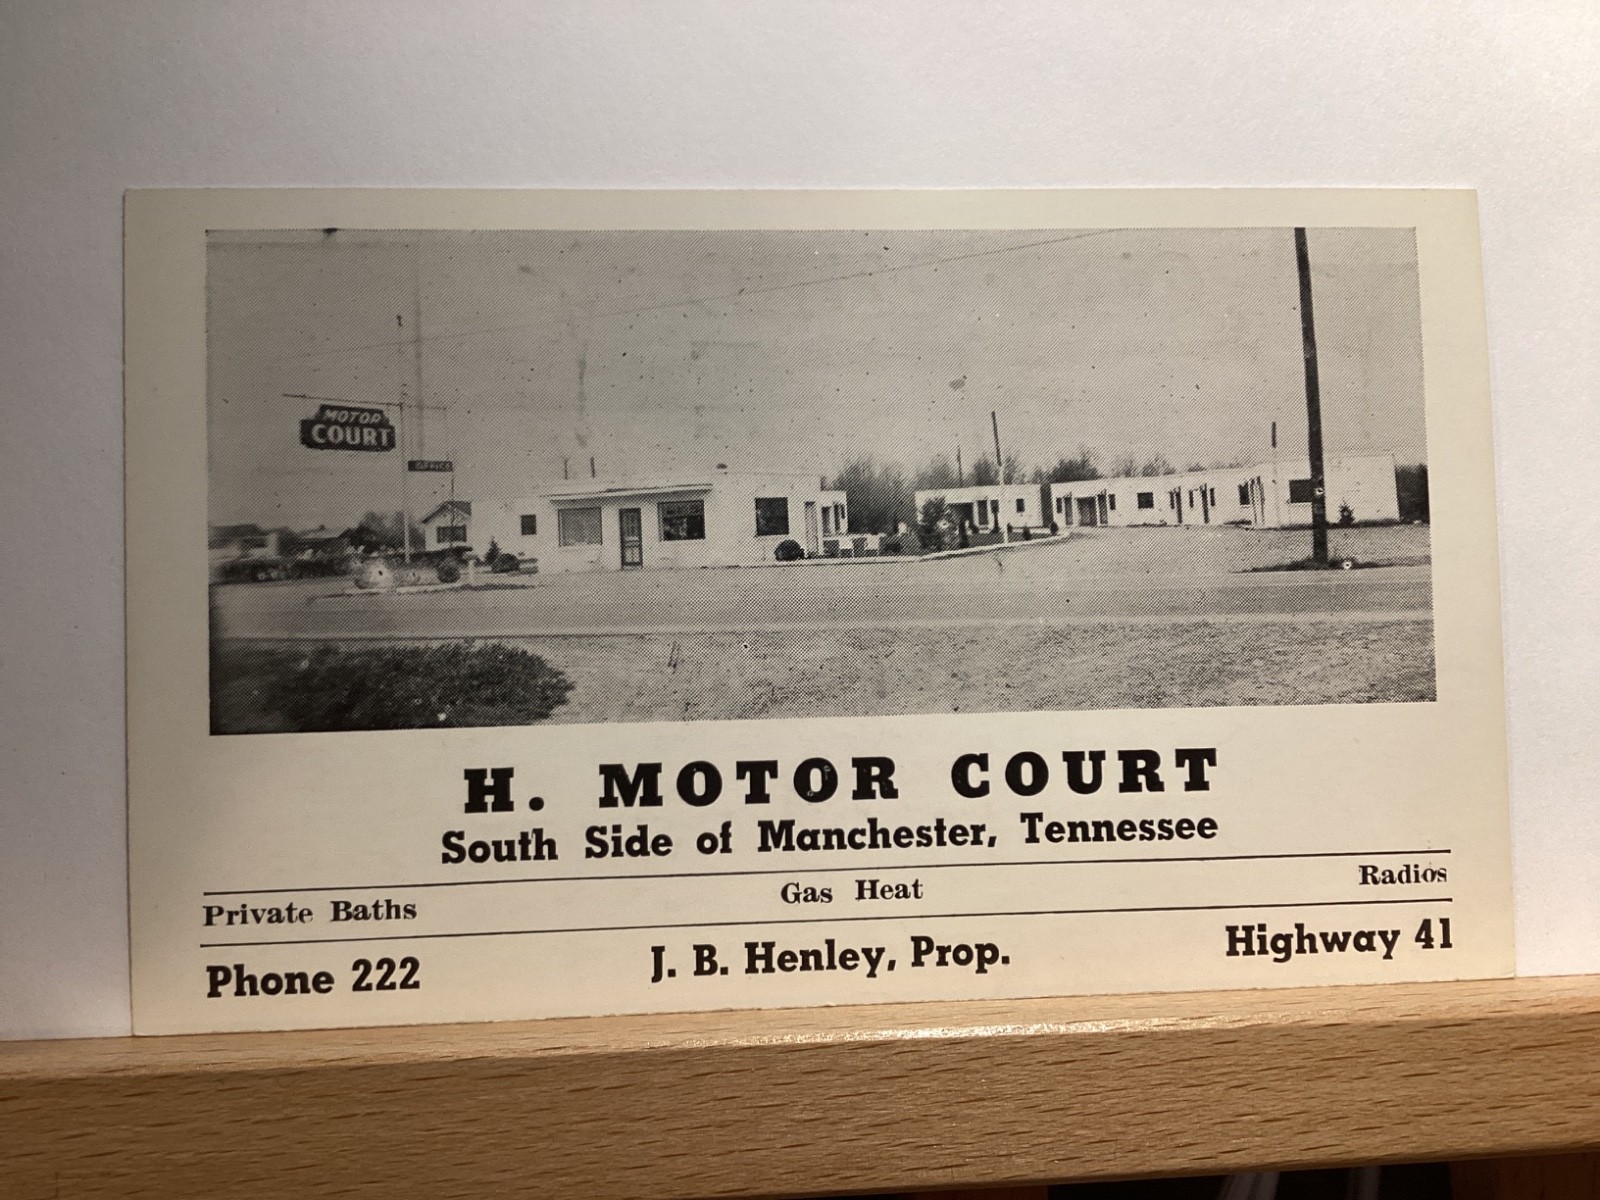 MOTOR
COURT
OFFICE
H. MOTOR COURT
South Side of Manchester, Tennessee
Private Baths Gas Heat Radios
Phone 222 J. B. Henley, Prop. Highway 41